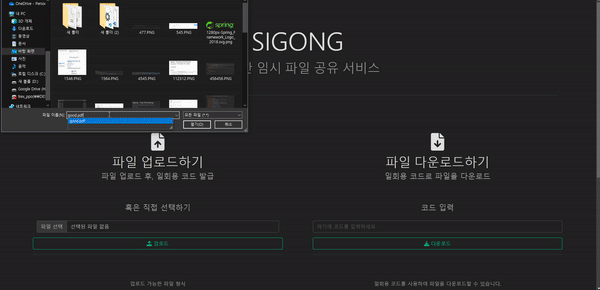 OneDrive - Perso
내 PC
3D 개체
다운로드
동영상
문서
바탕 화면
사진
음악
로컬 디스크 (C:)
새 볼륨 (D:)
Google Drive (
네트워크
새 폴더
새 폴더 (2)
477.PNG
545.PNG
spring
1280px-Spring_F
ramework_Logo_
2018.svg.png
1546.PNG
1564.PNG
4545.PNG
112312.PNG
456456.PNG
파일 이름(N):
good.pdf
모든 파일 (*.*)
good.pdf
열기(O)
취소
SIGONG
임시 파일 공유 서비스
파일 업로드하기
파일 업로드 후, 일회용 코드 발급
혹은 직접 선택하기
파일 선택
선택된 파일 없음
업로드
업로드 가능한 파일 형식
파일 다운로드하기
일회용 코드로 파일을 다운로드
코드 입력
여기에 코드를 입력하세요
다운로드
일회용 코드를 사용하여 파일을 다운로드할 수 있습니다.